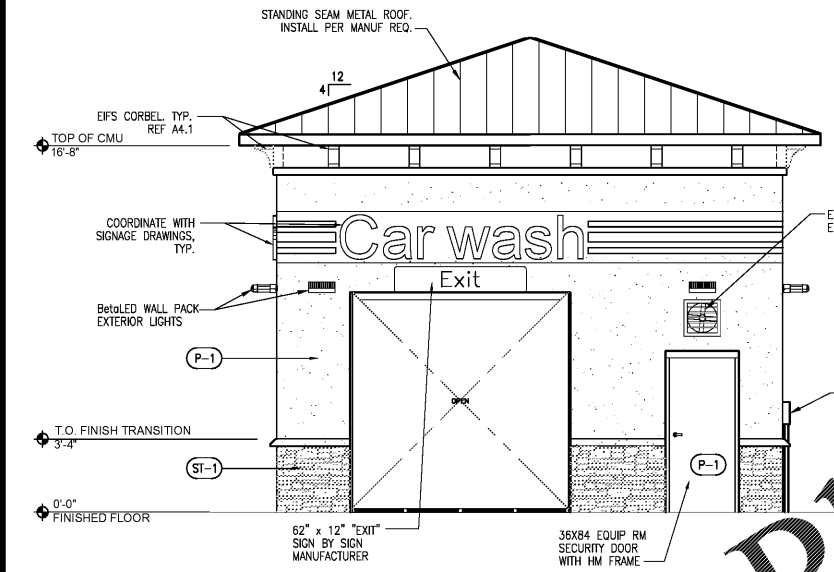 STANDING SEAM METAL ROOF.
INSTALL PER MANUF REQ.
12
4
EIFS CORBEL. TYP.
REF A4.1
TOP OF CMU
16'-8"
COORDINATE WITH
SIGNAGE DRAWINGS,
TYP.
Car wash
E
E
Exit
BetaLED WALL PACK
EXTERIOR LIGHTS
P-1
OPEN
T.O. FINISH TRANSITION
3'-4"
ST-1
P-1
0'-0"
FINISHED FLOOR
62" x 12" "EXIT"
SIGN BY SIGN
MANUFACTURER
36X84 EQUIP RM
SECURITY DOOR
WITH HM FRAME